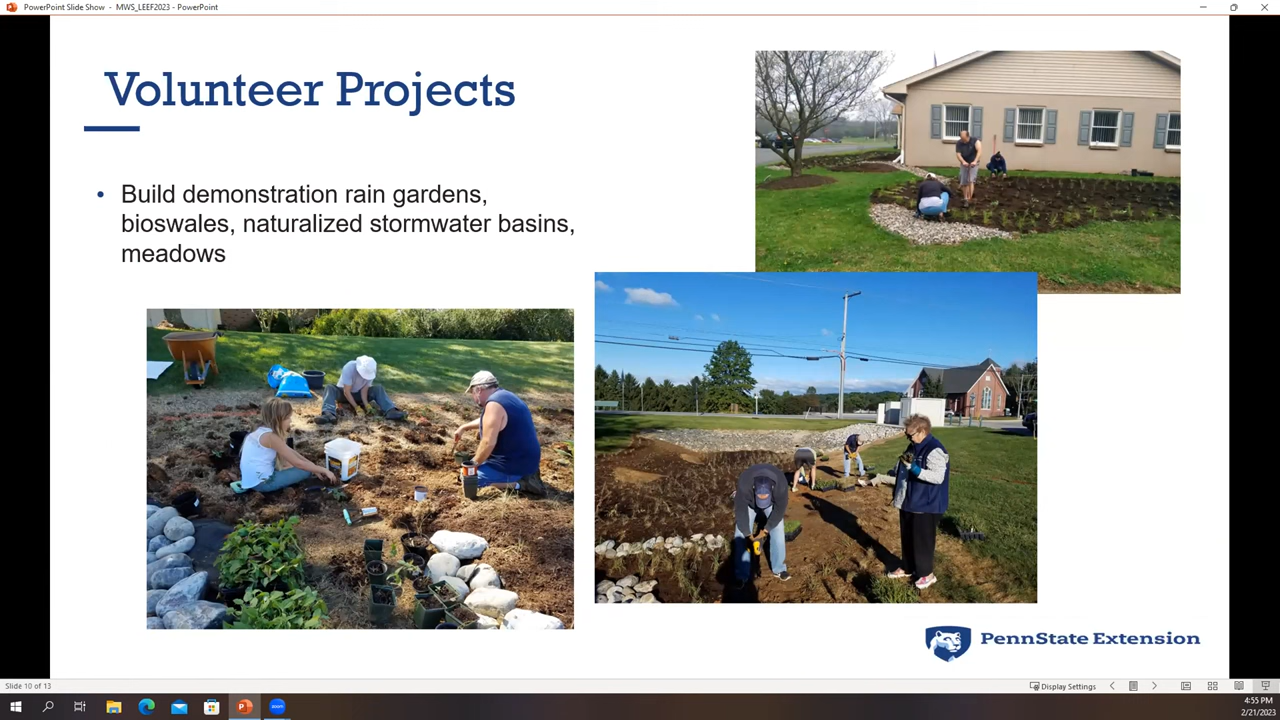 PowerPoint Slide Show - MWS_LEEF2023 - PowerPoint
Volunteer Projects
• Build demonstration rain gardens,
bioswales, naturalized stormwater basins,
meadows
PennState Extension
Slide 10 of 13
Display Settings
zoom
4:55 PM
2/21/2023